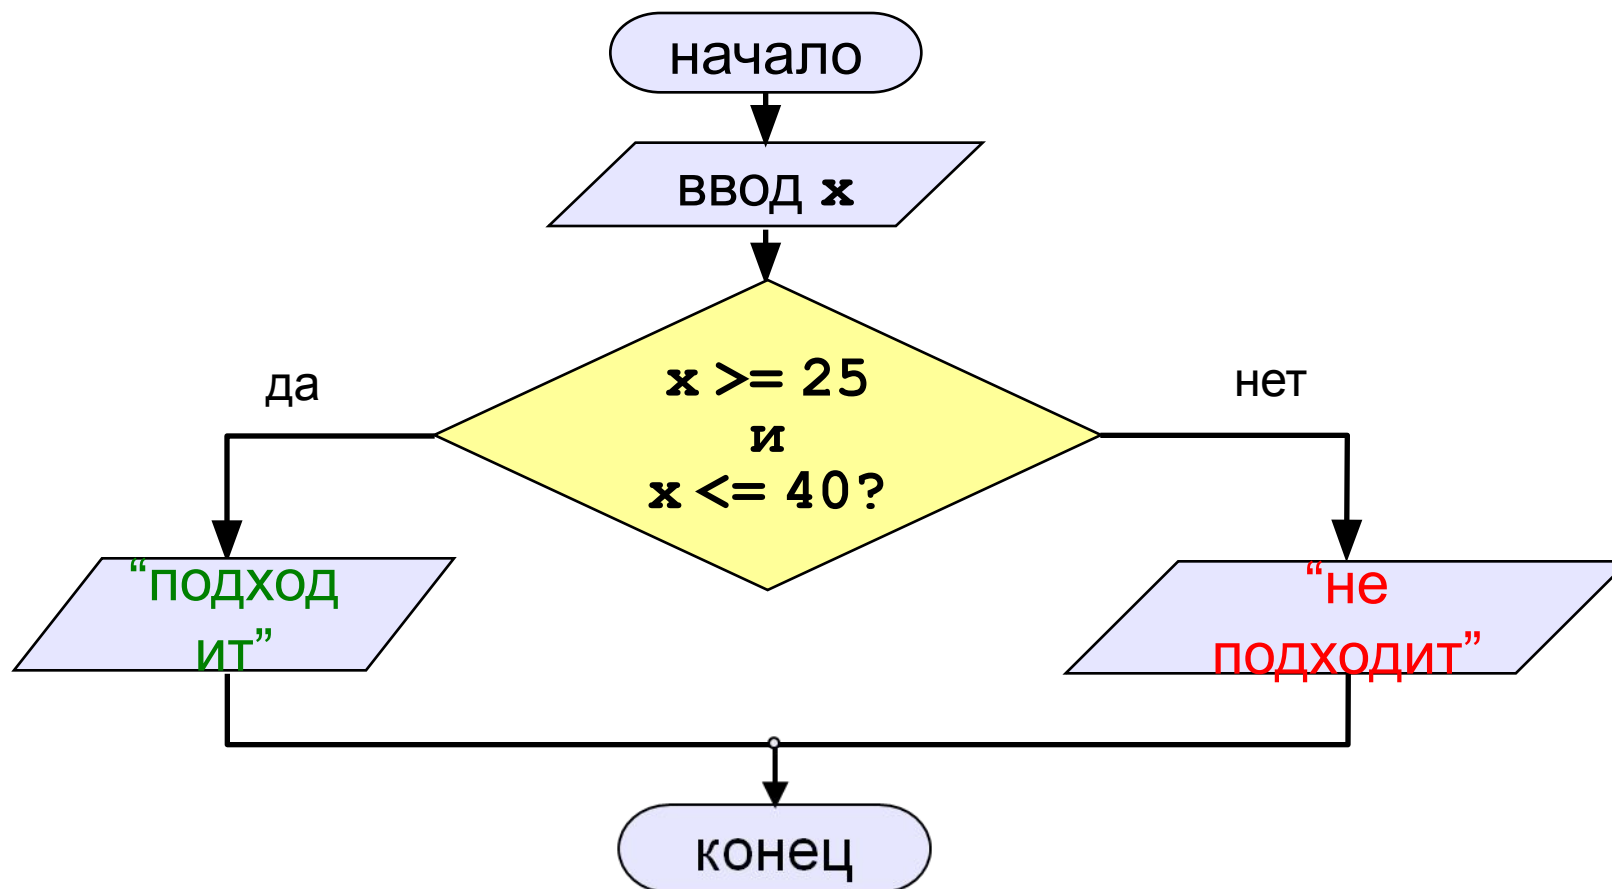 начало
ввод x
x >= 25
и
x <= 40?
да
нет
“подход
ит”
“не
подходит”
конец